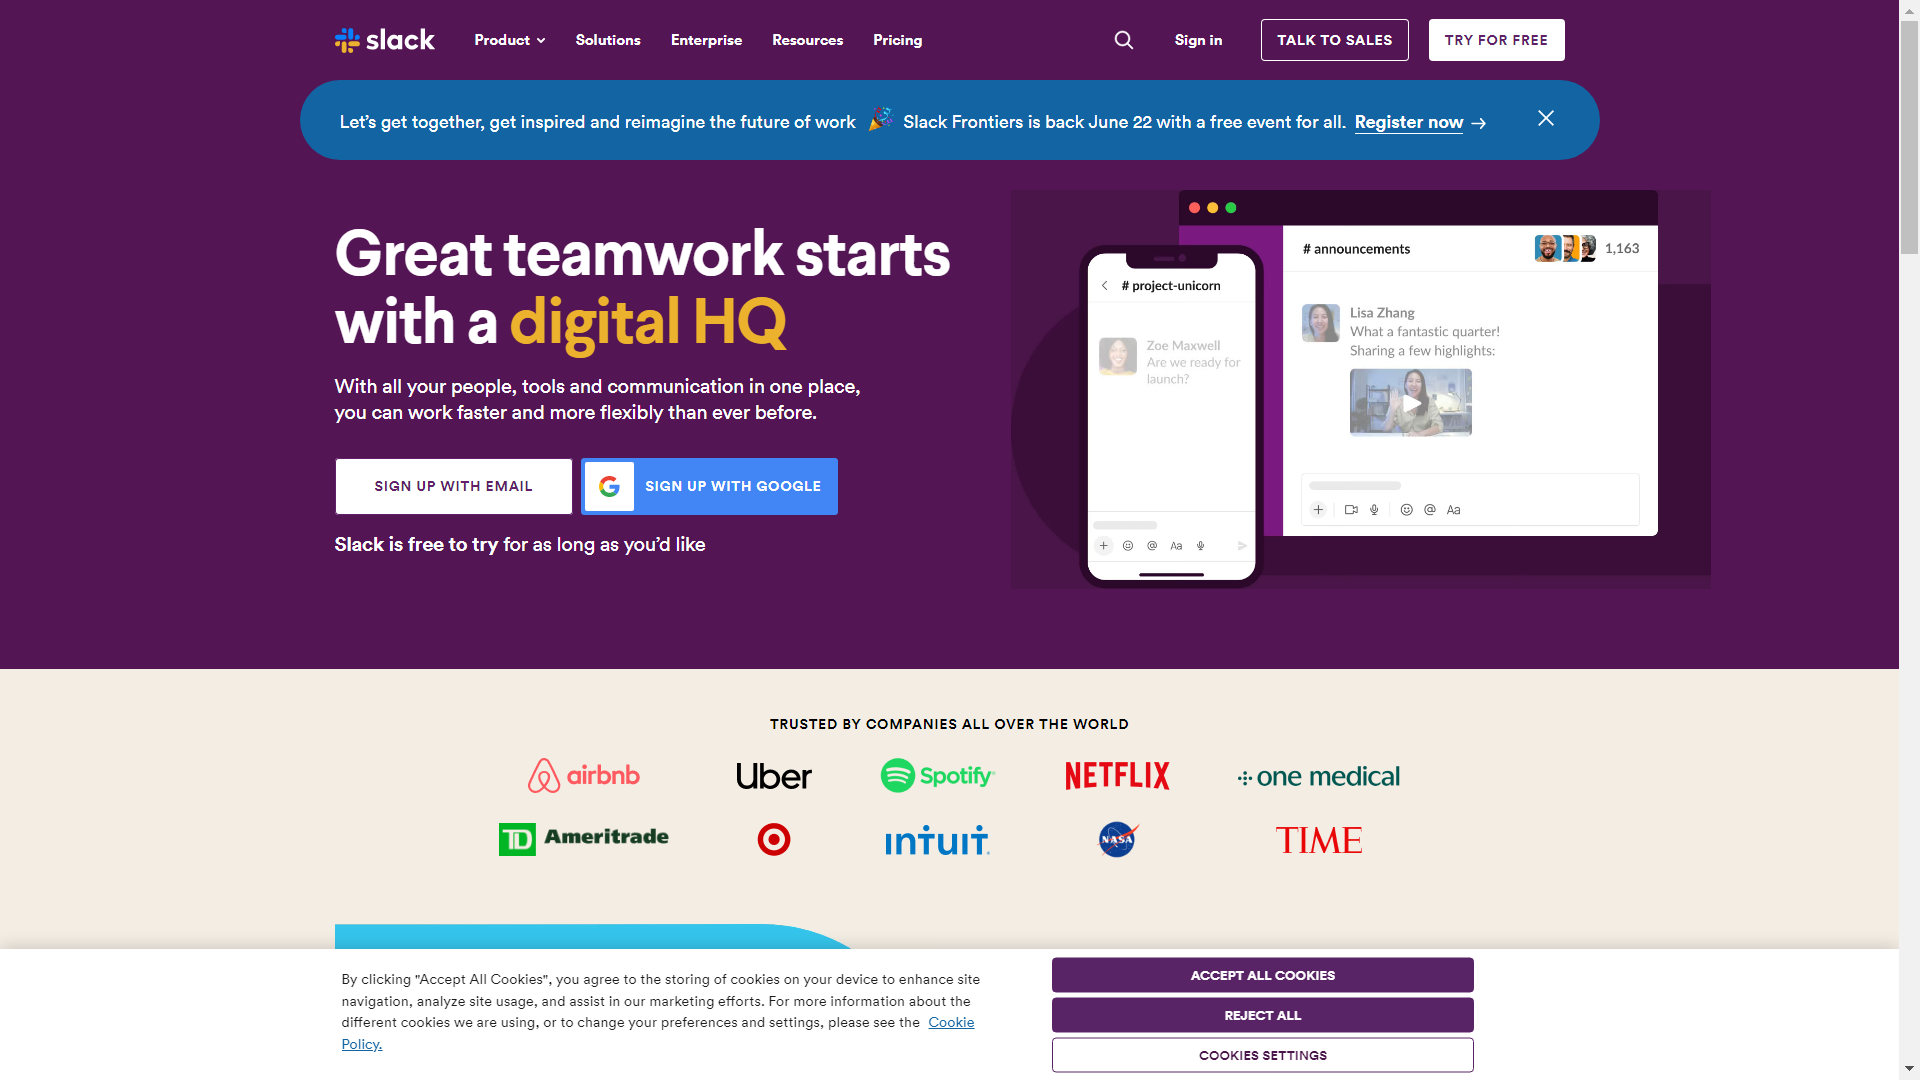 slack
Product
Solutions
Enterprise
Resources
Pricing
Sign in
TALK TO SALES
TRY FOR FREE
Let’s get together, get inspired and reimagine the future of work 🎉 Slack Frontiers is back June 22 with a free event for all. Register now →
Great teamwork starts
with a digital HQ
With all your people, tools and communication in one place,
you can work faster and more flexibly than ever before.
SIGN UP WITH EMAIL
G SIGN UP WITH GOOGLE
Slack is free to try for as long as you’d like
# announcements
1,163
Lisa Zhang
What a fantastic quarter!
Sharing a few highlights:
+ @ Aa
# project-unicorn
Zoe Maxwell
Are we ready for
launch?
+ @ Aa
TRUSTED BY COMPANIES ALL OVER THE WORLD
airbnb
Uber
Spotify
NETFLIX
one medical
TD Ameritrade
intuit
NASA
TIME
By clicking "Accept All Cookies", you agree to the storing of cookies on your device to enhance site
navigation, analyze site usage, and assist in our marketing efforts. For more information about the
different cookies we are using, or to change your preferences and settings, please see the Cookie
Policy.
ACCEPT ALL COOKIES
REJECT ALL
COOKIES SETTINGS